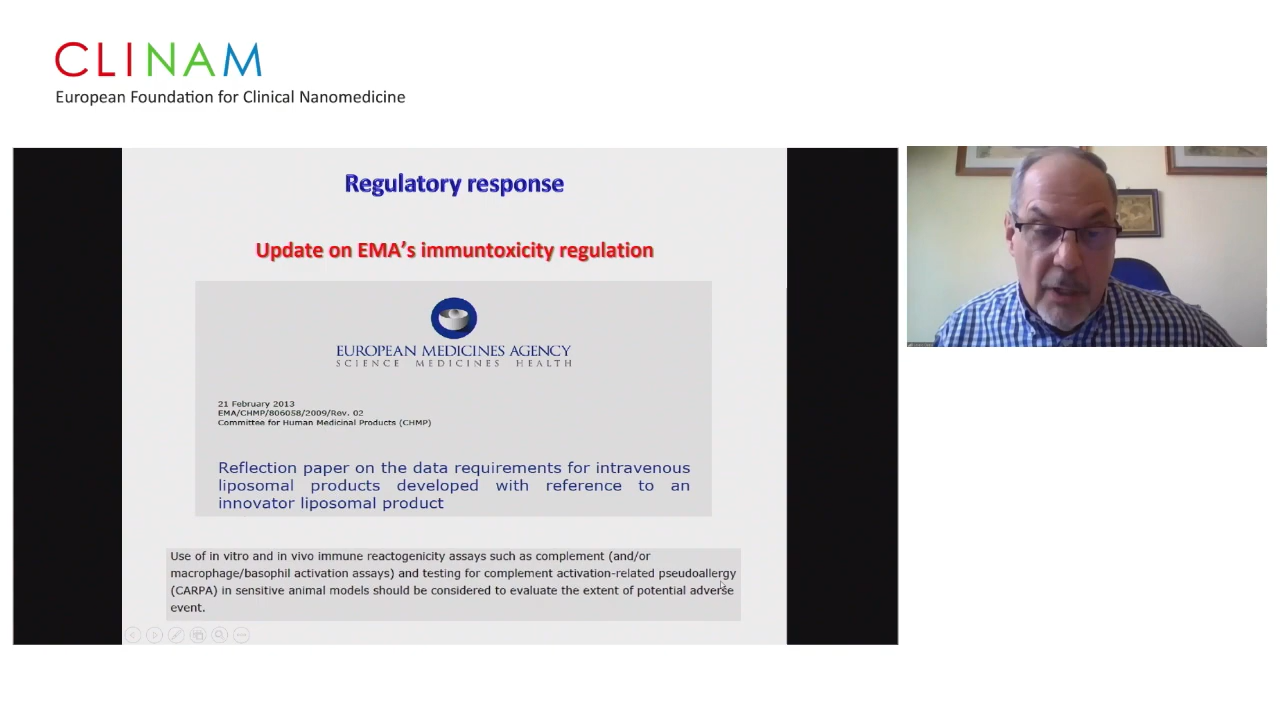 CLINAM
European Foundation for Clinical Nanomedicine
Regulatory response
Update on EMA's immuntoxicity regulation
EUROPEAN MEDICINES AGENCY
SCIENCE MEDICINES HEALTH
21 February 2013
EMA/CHMP/806058/2009/Rev. 02
Committee for Human Medicinal Products (CHMP)
Reflection paper on the data requirements for intravenous
liposomal products developed with reference to an
innovator liposomal product
Use of in vitro and in vivo immune reactogenicity assays such as complement (and/or
macrophage/basophil activation assays) and testing for complement activation-related pseudoallergy
(CARPA) in sensitive animal models should be considered to evaluate the extent of potential adverse
event.